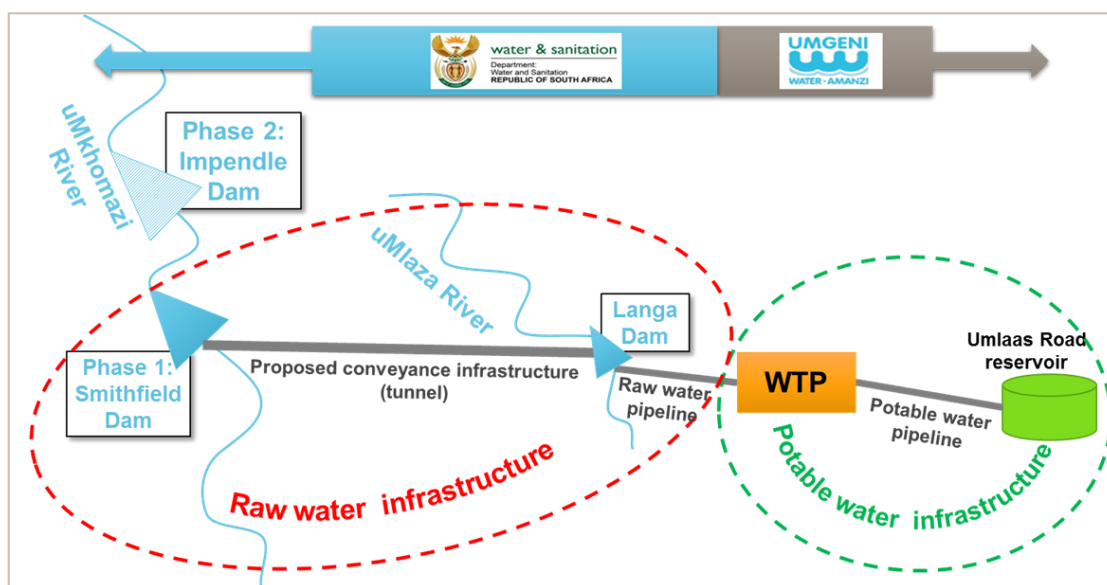 water & sanitation
Department:
Water and Sanitation
REPUBLIC OF SOUTH AFRICA
UMGENI
WATER · AMANZI
uMkhomazi
River
Phase 2:
Impendle
Dam
uMlaza River
Langa
Dam
Phase 1:
Smithfield
Dam
Proposed conveyance infrastructure
(tunnel)
Raw water
pipeline
WTP
Potable water
pipeline
Umlaas Road
reservoir
Raw water infrastructure
Potable water infrastructure